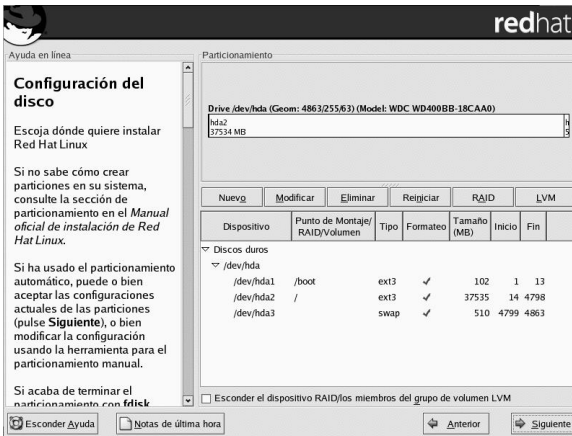 redhat
Ayuda en línea
Configuración del
disco
Escoja dónde quiere instalar
Red Hat Linux
Si no sabe cómo crear
particiones en su sistema,
consulte la sección de
particionamiento en el Manual
oficial de instalación de Red
Hat Linux.
Si ha usado el particionamiento
automático, puede o bien
aceptar las configuraciones
actuales de las particiones
(pulse Siguiente), o bien
modificar la configuración
usando la herramienta para el
particionamiento manual.
Si acaba de terminar el
particionamiento con fdisk
Particionamiento
Drive /dev/hda (Geom: 4863/255/63) (Model: WDC WD400BB-18CAA0)
hda2
37534 MB
h
5
Nuevo Modificar Eliminar Reiniciar RAID LVM
Dispositivo Punto de Montaje/ RAID/Volumen Tipo Formateo Tamaño (MB) Inicio Fin
Discos duros
/dev/hda
/dev/hda1 /boot ext3 ✓ 102 1 13
/dev/hda2 / ext3 ✓ 37535 14 4798
/dev/hda3 swap ✓ 510 4799 4863
Esconder el dispositivo RAID/los miembros del grupo de volumen LVM
Esconder Ayuda Notas de última hora Anterior Siguiente